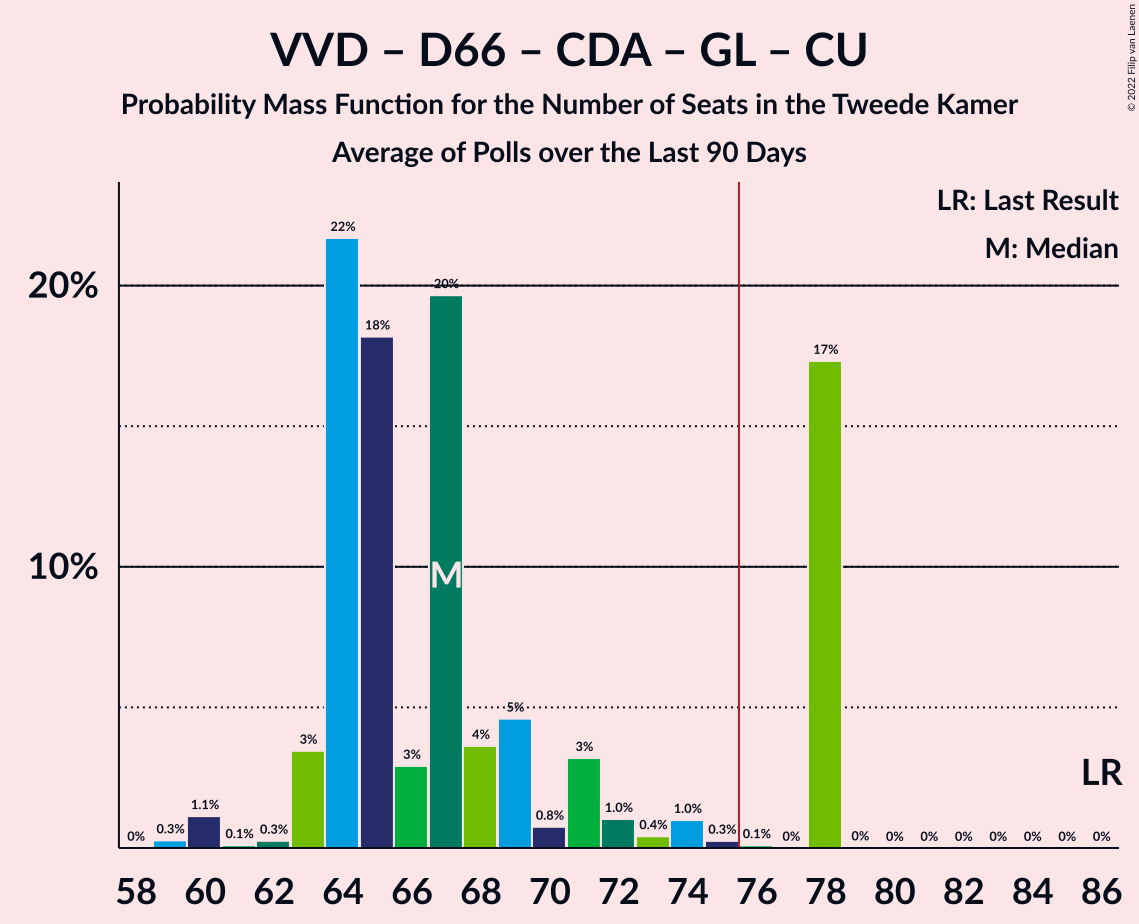 VVD – D66 – CDA – GL – CU
Probability Mass Function for the Number of Seats in the Tweede Kamer
Average of Polls over the Last 90 Days
© 2022 Filip van Laenen
LR: Last Result
M: Median
20%
10%
0% 0.3% 1.1% 0.1% 0.3% 3% 22% 18% 3% 20% 4% 5% 0.8% 3% 1.0% 0.4% 1.0% 0.3% 0.1% 0% 17% 0% 0% 0% 0% 0% 0% 0% 0%
M
LR
58 60 62 64 66 68 70 72 74 76 78 80 82 84 86